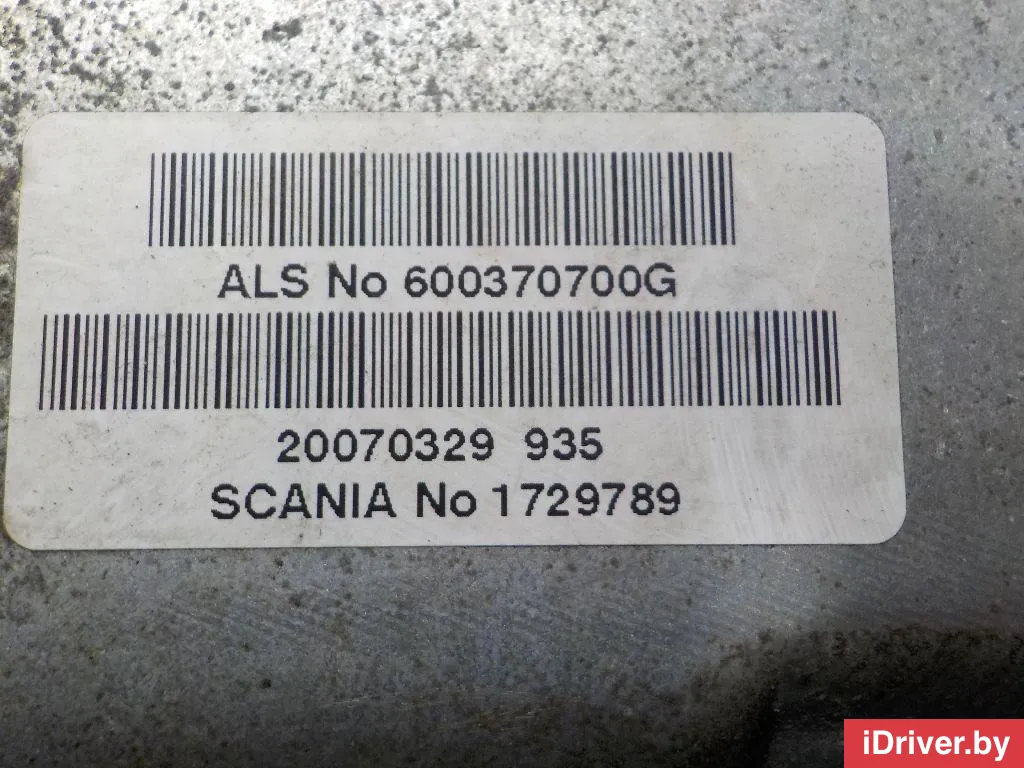 ALS No 600370700G
20070329 935
SCANIA No 1729789
iDriver.by